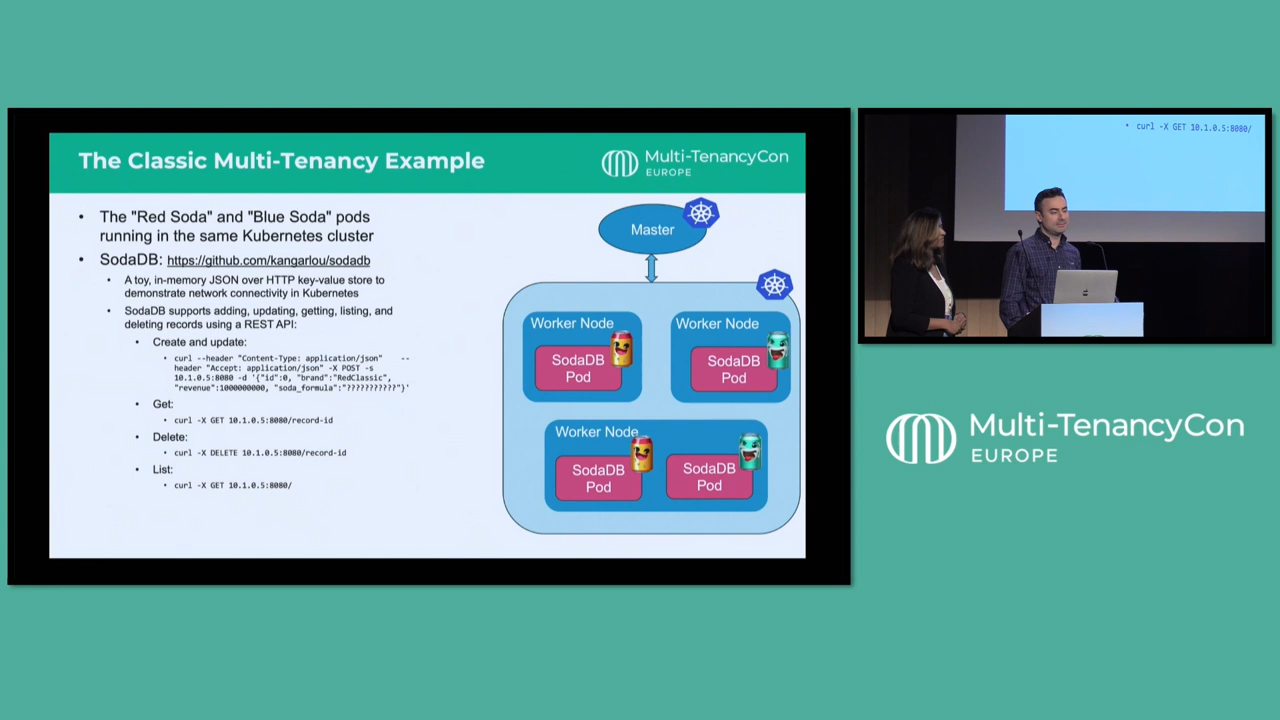 The Classic Multi-Tenancy Example
Multi-TenancyCon
EUROPE
• The "Red Soda" and "Blue Soda" pods
running in the same Kubernetes cluster
• SodaDB: https://github.com/kangarlou/sodadb
• A toy, in-memory JSON over HTTP key-value store to
demonstrate network connectivity in Kubernetes
• SodaDB supports adding, updating, getting, listing, and
deleting records using a REST API:
• Create and update:
• curl --header "Content-Type: application/json" --
header "Accept: application/json" -X POST -s
10.1.0.5:8080 -d '{"id":0, "brand":"RedClassic",
"revenue":1000000000, "soda_formula":"???????????"}'
• Get:
• curl -X GET 10.1.0.5:8080/record-id
• Delete:
• curl -X DELETE 10.1.0.5:8080/record-id
• List:
• curl -X GET 10.1.0.5:8080/
Master
Worker Node
SodaDB
Pod
Worker Node
SodaDB
Pod
Worker Node
SodaDB
Pod
SodaDB
Pod
• curl -X GET 10.1.0.5:8080/
Multi-TenancyCon
EUROPE